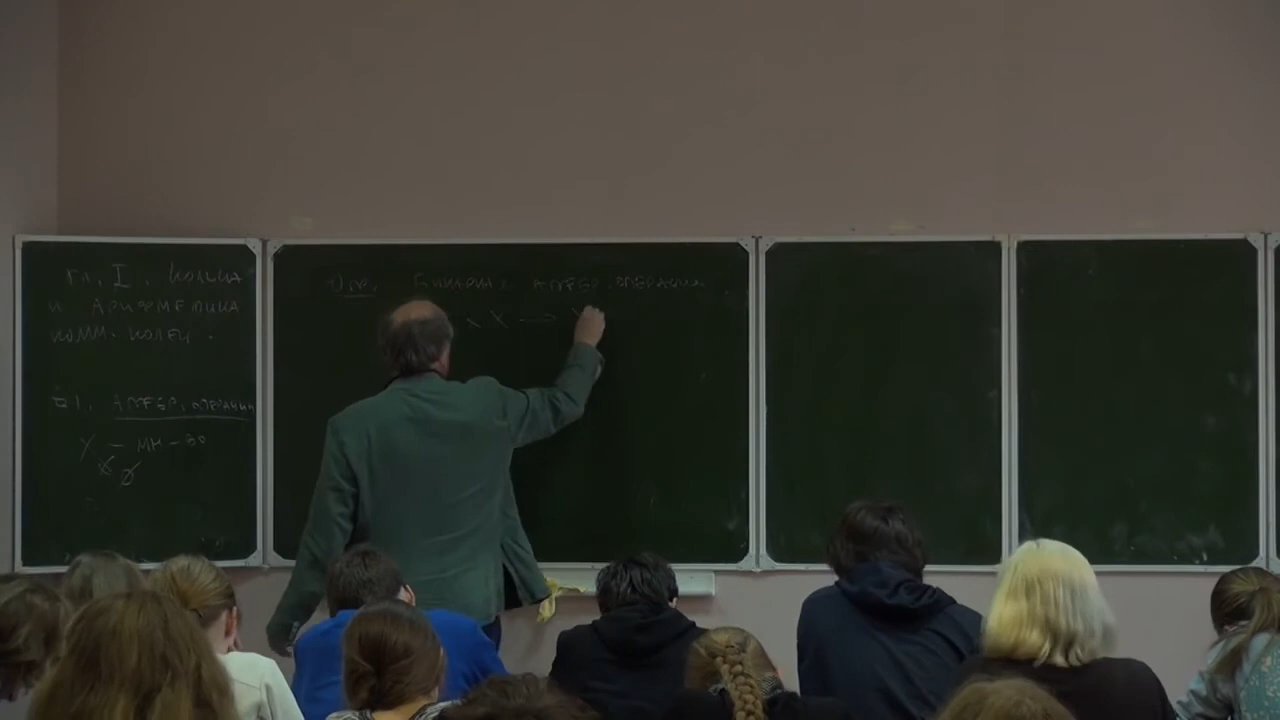 Гл. I. Кольца
и Арифметика
комм. колец.
§1. Алгебр. операции
X — мн-во
Опр. Бинарная алгебр. операция
× X → X